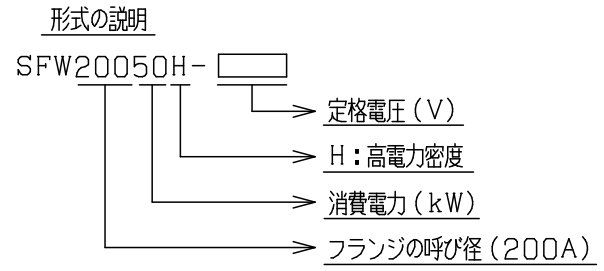 形式の説明
SFW20050H-
定格電圧(V)
H:高電力密度
消費電力(kW)
フランジの呼び径(200A)